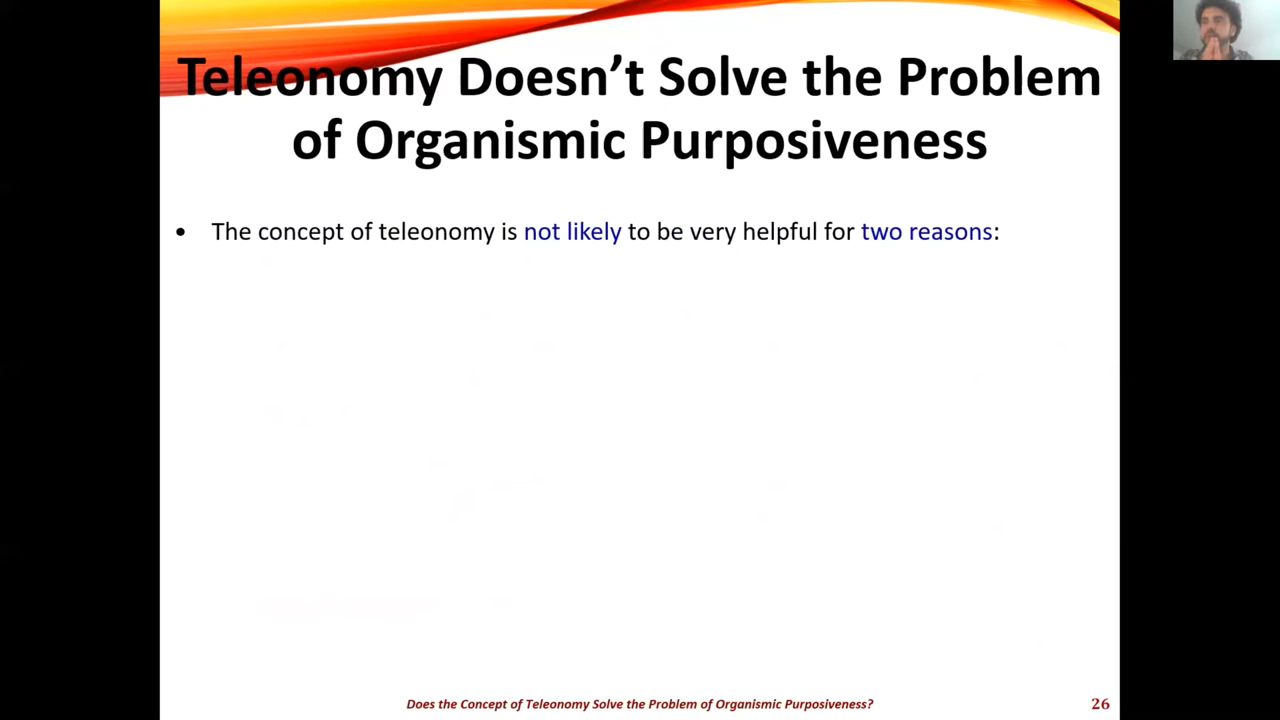 Teleonomy Doesn’t Solve the Problem
of Organismic Purposiveness
• The concept of teleonomy is not likely to be very helpful for two reasons:
Does the Concept of Teleonomy Solve the Problem of Organismic Purposiveness?
26